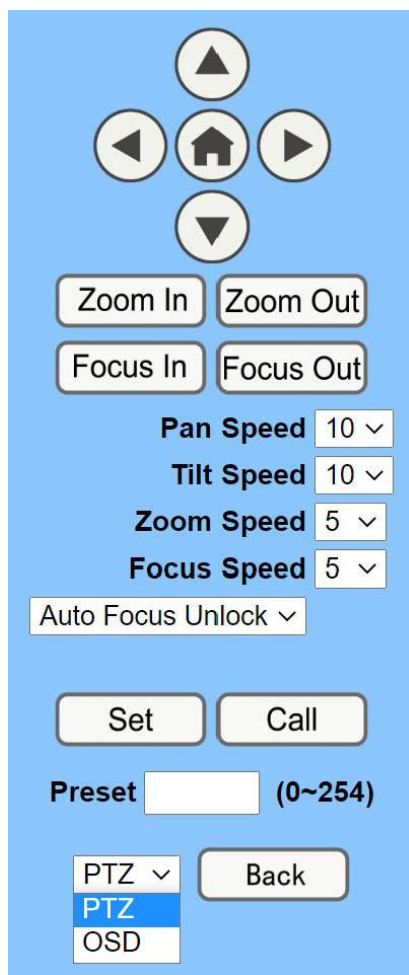 Zoom In Zoom Out
Focus In Focus Out
Pan Speed 10
Tilt Speed 10
Zoom Speed 5
Focus Speed 5
Auto Focus Unlock
Set Call
Preset (0~254)
PTZ Back
PTZ
OSD